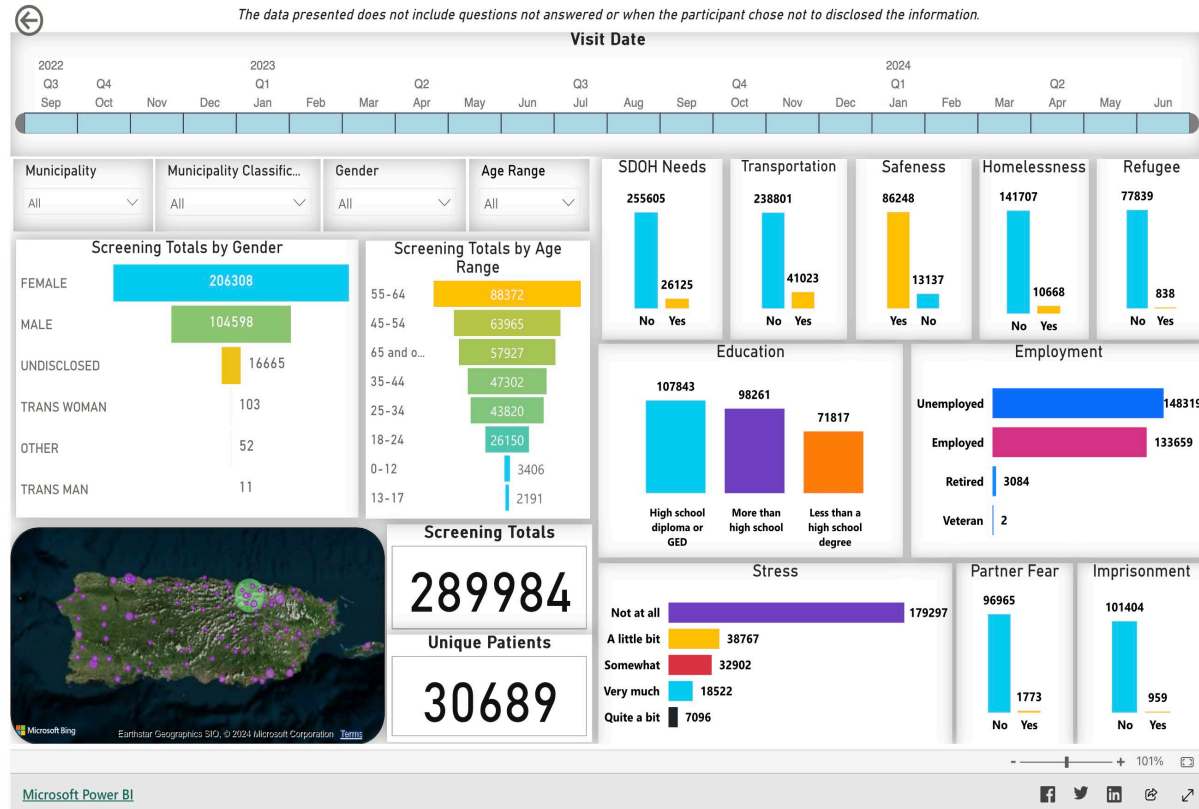 The data presented does not include questions not answered or when the participant chose not to disclosed the information.
Visit Date
2022 2023 2024
Q3 Q4 Q1 Q2 Q3 Q4 Q1 Q2
Sep Oct Nov Dec Jan Feb Mar Apr May Jun Jul Aug Sep Oct Nov Dec Jan Feb Mar Apr May Jun
Municipality
All
Municipality Classific...
All
Gender
All
Age Range
All
SDOH Needs
255605
26125
No Yes
Transportation
238801
41023
No Yes
Safeness
86248
13137
Yes No
Homelessness
141707
10668
No Yes
Refugee
77839
838
No Yes
Screening Totals by Gender
FEMALE 206308
MALE 104598
UNDISCLOSED 16665
TRANS WOMAN 103
OTHER 52
TRANS MAN 11
Screening Totals by Age
Range
55-64 88372
45-54 63965
65 and o... 57927
35-44 47302
25-34 43820
18-24 26150
0-12 3406
13-17 2191
Education
107843
98261
71817
High school
diploma or
GED
More than
high school
Less than a
high school
degree
Employment
Unemployed 148319
Employed 133659
Retired 3084
Veteran 2
Microsoft Bing
Earthstar Geographics SIO, © 2024 Microsoft Corporation Terms
Screening Totals
289984
Unique Patients
30689
Stress
Not at all 179297
A little bit 38767
Somewhat 32902
Very much 18522
Quite a bit 7096
Partner Fear
96965
1773
No Yes
Imprisonment
101404
959
No Yes
- + 101%
Microsoft Power BI